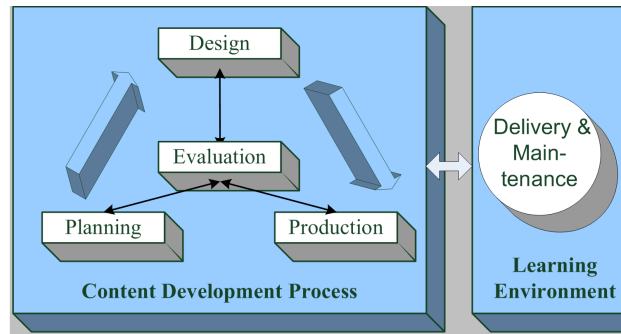 Design
Evaluation
Planning
Production
Content Development Process
Delivery &
Main-
tenance
Learning
Environment